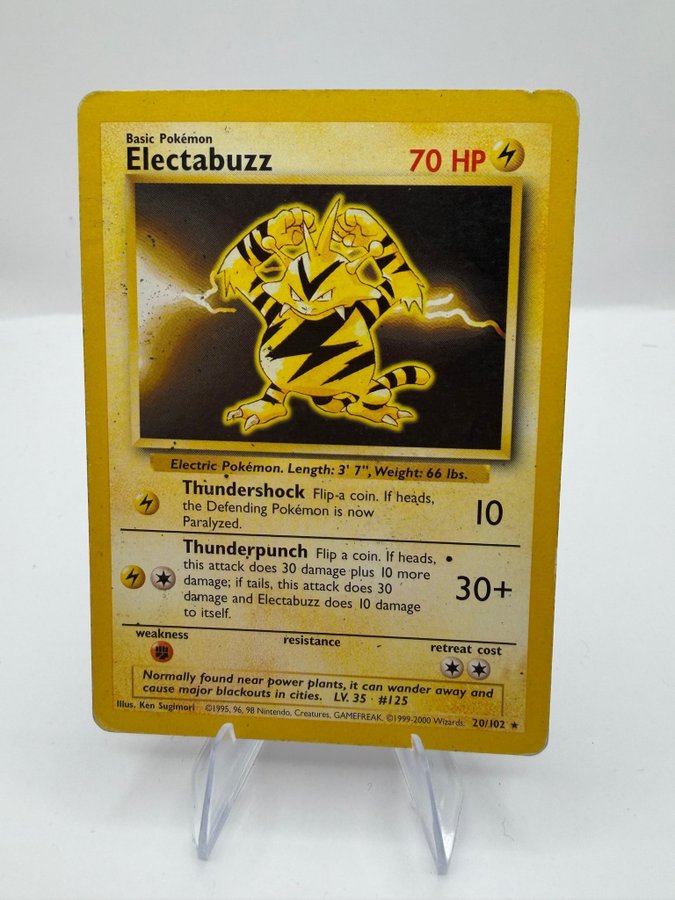 Basic Pokémon
Electabuzz 70 HP
Electric Pokémon. Length: 3' 7", Weight: 66 lbs.
Thundershock Flip a coin. If heads,
the Defending Pokémon is now
Paralyzed.
10
Thunderpunch Flip a coin. If heads,
this attack does 30 damage plus 10 more
damage; if tails, this attack does 30
damage and Electabuzz does 10 damage
to itself.
30+
weakness resistance retreat cost
Normally found near power plants, it can wander away and
cause major blackouts in cities. LV. 35 · #125
Illus. Ken Sugimori ©1995, 96, 98 Nintendo, Creatures, GAMEFREAK. ©1999-2000 Wizards. 20/102 ★